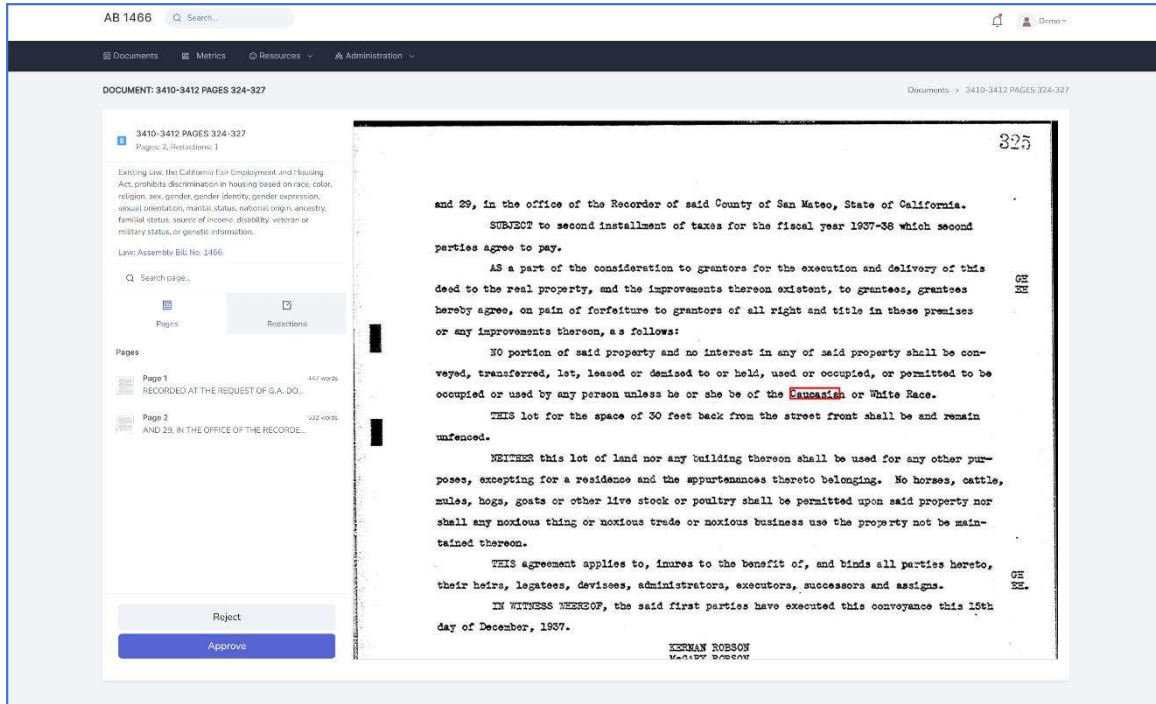 AB 1466 Search... Demo
Documents Metrics Resources Administration
DOCUMENT: 3410-3412 PAGES 324-327 Documents > 3410-3412 PAGES 324-327
3410-3412 PAGES 324-327
Pages: 2, Redactions: 1
Existing law, the California Fair Employment and Housing
Act, prohibits discrimination in housing based on race, color,
religion, sex, gender, gender identity, gender expression,
sexual orientation, marital status, national origin, ancestry,
familial status, source of income, disability, veteran or
military status, or genetic information.
Law: Assembly Bill No. 1466
Search page...
Pages Redactions
Pages
Page 1 447 words
RECORDED AT THE REQUEST OF G.A. DO...
Page 2 532 words
AND 29, IN THE OFFICE OF THE RECORDE...
Reject
Approve
325
and 29, in the office of the Recorder of said County of San Mateo, State of California.
SUBJECT to second installment of taxes for the fiscal year 1937-38 which second
parties agree to pay.
AS a part of the consideration to grantors for the execution and delivery of this
deed to the real property, and the improvements thereon existent, to grantees, grantees
hereby agree, on pain of forfeiture to grantors of all right and title in these premises
or any improvements thereon, as follows:
NO portion of said property and no interest in any of said property shall be con-
veyed, transferred, let, leased or demised to or held, used or occupied, or permitted to be
occupied or used by any person unless he or she be of the Caucasian or White Race.
THIS lot for the space of 30 feet back from the street front shall be and remain
unfenced.
NEITHER this lot of land nor any building thereon shall be used for any other pur-
poses, excepting for a residence and the appurtenances thereto belonging. No horses, cattle,
mules, hogs, goats or other live stock or poultry shall be permitted upon said property nor
shall any noxious thing or noxious trade or noxious business use the property not be main-
tained thereon.
THIS agreement applies to, inures to the benefit of, and binds all parties hereto,
their heirs, legatees, devisees, administrators, executors, successors and assigns.
IN WITNESS WHEREOF, the said first parties have executed this conveyance this 15th
day of December, 1937.
KERNAN ROBSON